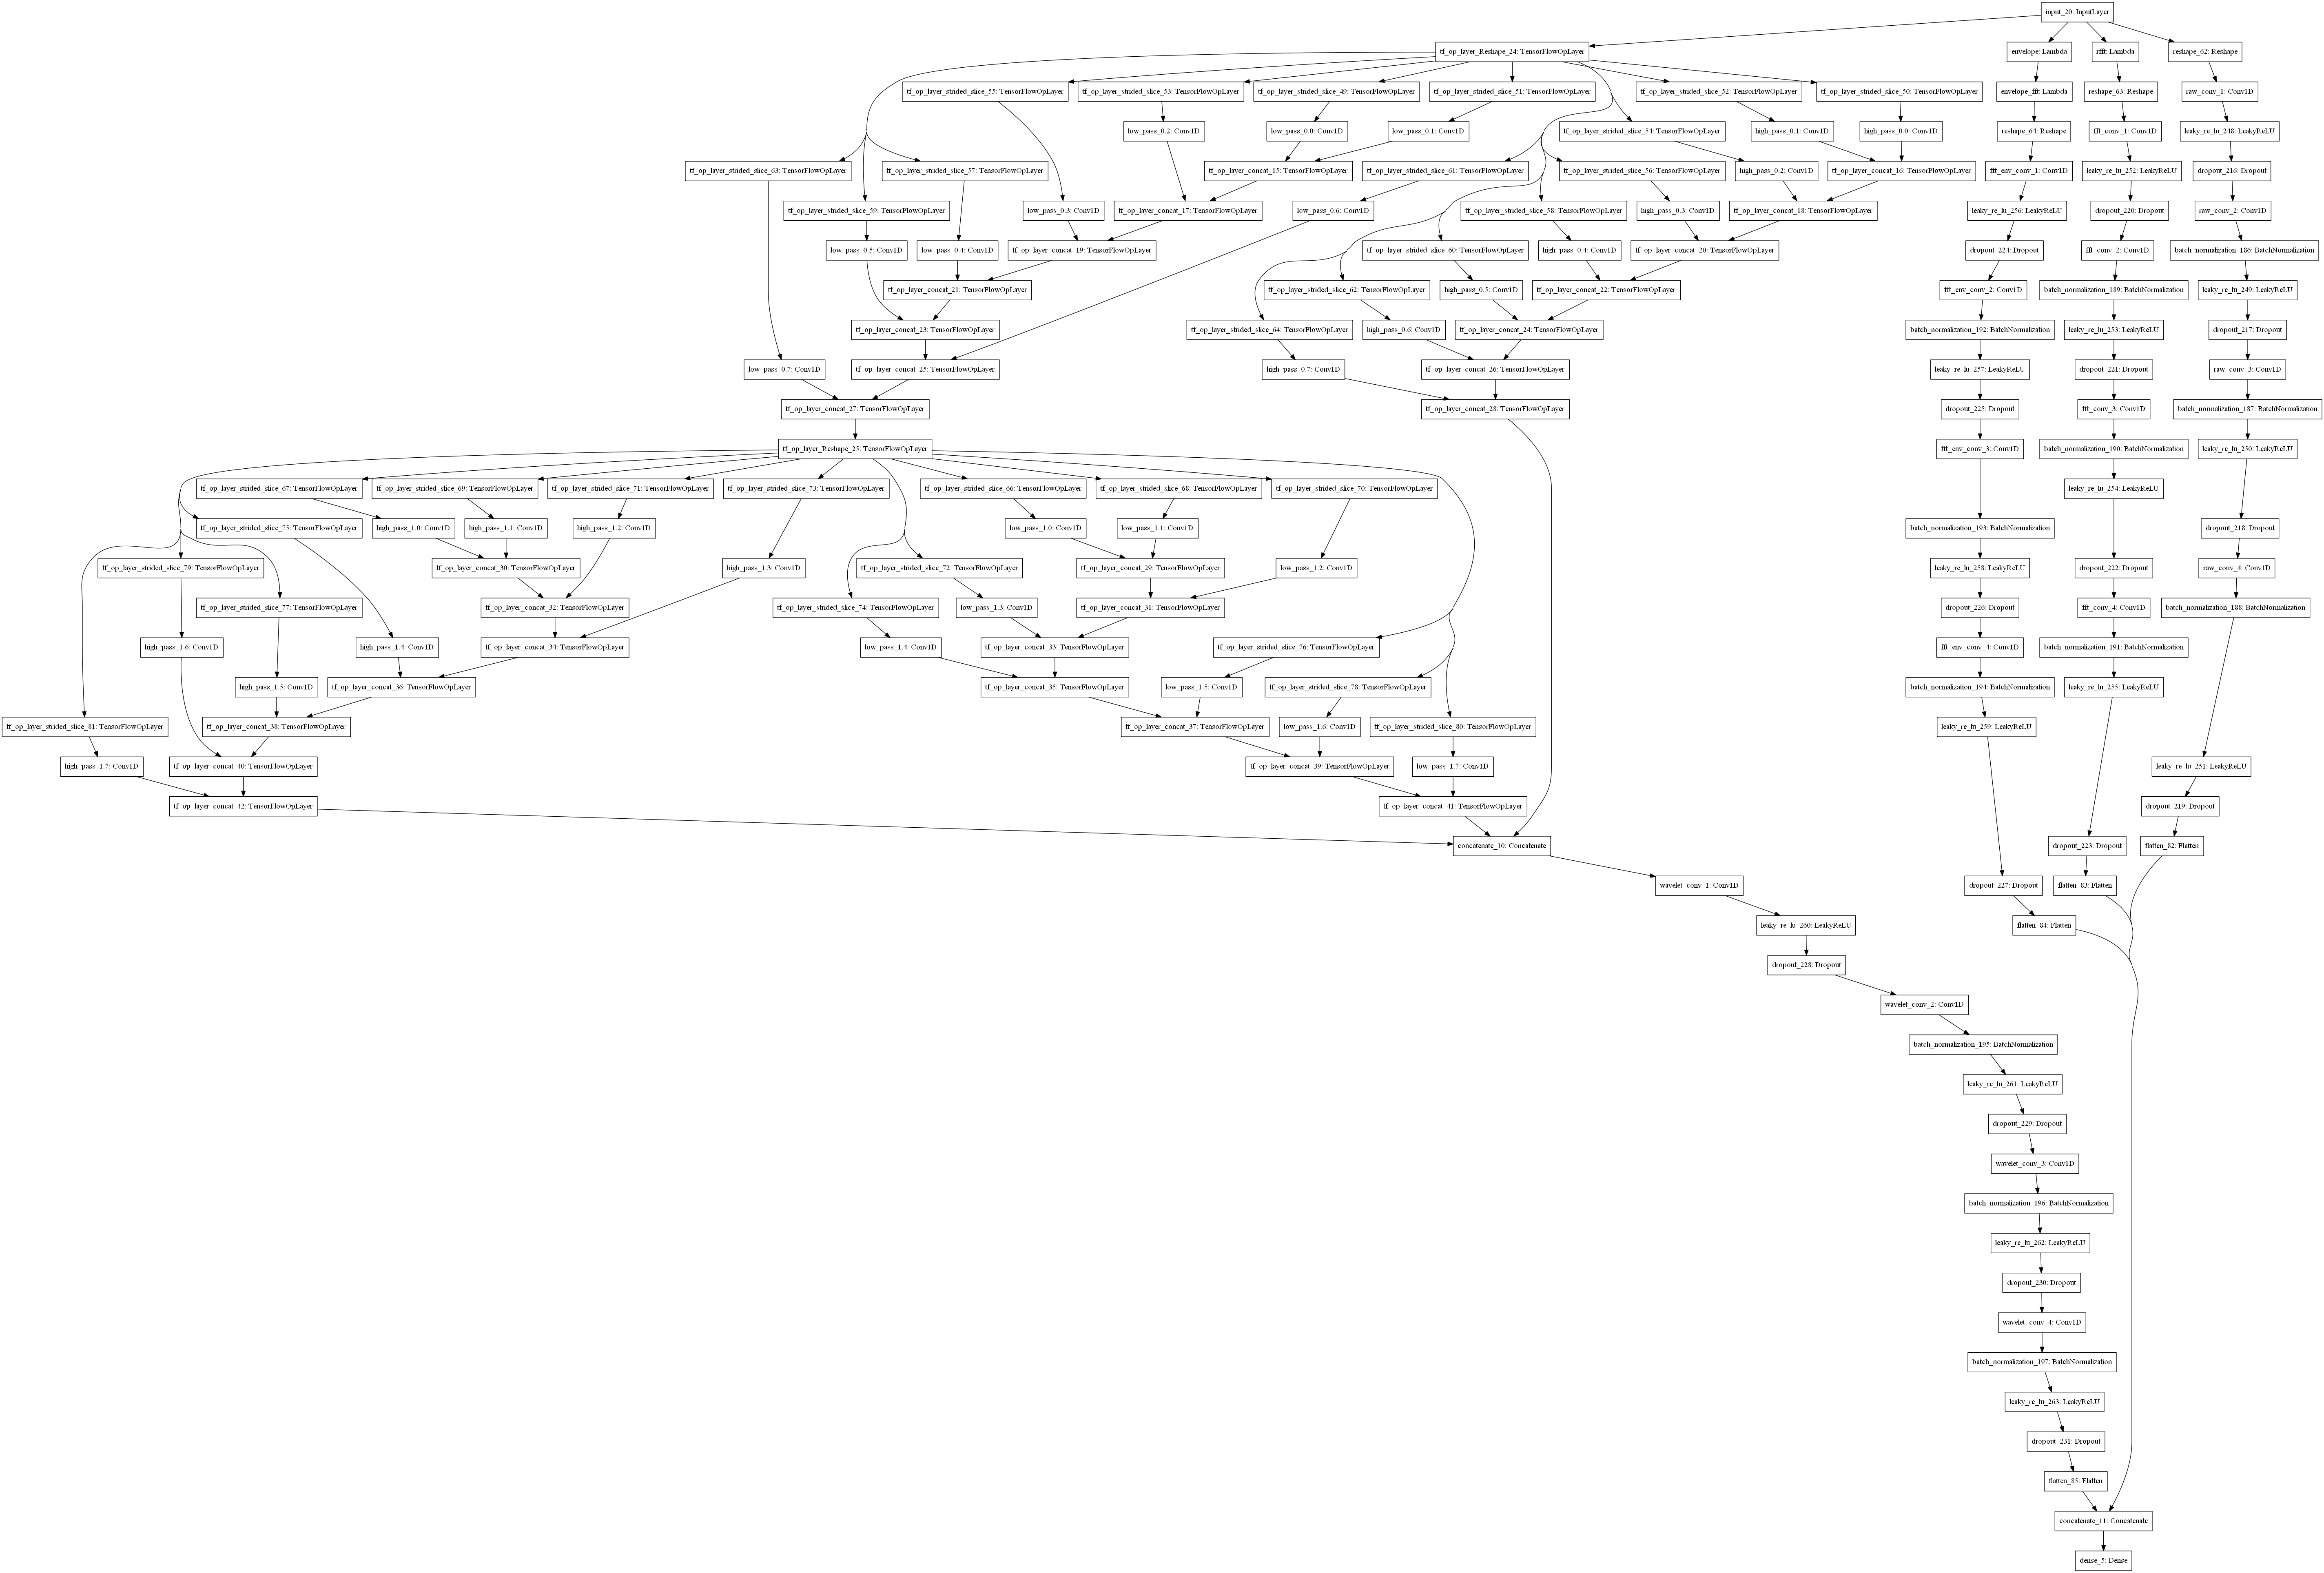 input_20: InputLayer
tf_op_layer_Reshape_24: TensorFlowOpLayer
envelope: Lambda
rfft: Lambda
reshape_62: Reshape
tf_op_layer_strided_slice_55: TensorFlowOpLayer
tf_op_layer_strided_slice_53: TensorFlowOpLayer
tf_op_layer_strided_slice_49: TensorFlowOpLayer
tf_op_layer_strided_slice_51: TensorFlowOpLayer
tf_op_layer_strided_slice_52: TensorFlowOpLayer
tf_op_layer_strided_slice_50: TensorFlowOpLayer
envelope_fft: Lambda
reshape_63: Reshape
raw_conv_1: Conv1D
low_pass_0.2: Conv1D
low_pass_0.0: Conv1D
low_pass_0.1: Conv1D
tf_op_layer_strided_slice_54: TensorFlowOpLayer
high_pass_0.1: Conv1D
high_pass_0.0: Conv1D
reshape_64: Reshape
fft_conv_1: Conv1D
leaky_re_lu_248: LeakyReLU
tf_op_layer_strided_slice_63: TensorFlowOpLayer
tf_op_layer_strided_slice_57: TensorFlowOpLayer
tf_op_layer_concat_15: TensorFlowOpLayer
tf_op_layer_strided_slice_61: TensorFlowOpLayer
tf_op_layer_strided_slice_56: TensorFlowOpLayer
high_pass_0.2: Conv1D
tf_op_layer_concat_16: TensorFlowOpLayer
fft_env_conv_1: Conv1D
leaky_re_lu_252: LeakyReLU
dropout_216: Dropout
tf_op_layer_strided_slice_59: TensorFlowOpLayer
low_pass_0.3: Conv1D
tf_op_layer_concat_17: TensorFlowOpLayer
low_pass_0.6: Conv1D
tf_op_layer_strided_slice_58: TensorFlowOpLayer
high_pass_0.3: Conv1D
tf_op_layer_concat_18: TensorFlowOpLayer
leaky_re_lu_256: LeakyReLU
dropout_220: Dropout
raw_conv_2: Conv1D
low_pass_0.5: Conv1D
low_pass_0.4: Conv1D
tf_op_layer_concat_19: TensorFlowOpLayer
tf_op_layer_strided_slice_60: TensorFlowOpLayer
high_pass_0.4: Conv1D
tf_op_layer_concat_20: TensorFlowOpLayer
dropout_224: Dropout
fft_conv_2: Conv1D
batch_normalization_186: BatchNormalization
tf_op_layer_concat_21: TensorFlowOpLayer
tf_op_layer_strided_slice_62: TensorFlowOpLayer
high_pass_0.5: Conv1D
tf_op_layer_concat_22: TensorFlowOpLayer
fft_env_conv_2: Conv1D
batch_normalization_189: BatchNormalization
leaky_re_lu_249: LeakyReLU
tf_op_layer_concat_23: TensorFlowOpLayer
tf_op_layer_strided_slice_64: TensorFlowOpLayer
high_pass_0.6: Conv1D
tf_op_layer_concat_24: TensorFlowOpLayer
batch_normalization_192: BatchNormalization
leaky_re_lu_253: LeakyReLU
dropout_217: Dropout
low_pass_0.7: Conv1D
tf_op_layer_concat_25: TensorFlowOpLayer
high_pass_0.7: Conv1D
tf_op_layer_concat_26: TensorFlowOpLayer
leaky_re_lu_257: LeakyReLU
dropout_221: Dropout
raw_conv_3: Conv1D
tf_op_layer_concat_27: TensorFlowOpLayer
tf_op_layer_concat_28: TensorFlowOpLayer
dropout_225: Dropout
fft_conv_3: Conv1D
batch_normalization_187: BatchNormalization
tf_op_layer_Reshape_25: TensorFlowOpLayer
fft_env_conv_3: Conv1D
batch_normalization_190: BatchNormalization
leaky_re_lu_250: LeakyReLU
tf_op_layer_strided_slice_67: TensorFlowOpLayer
tf_op_layer_strided_slice_69: TensorFlowOpLayer
tf_op_layer_strided_slice_71: TensorFlowOpLayer
tf_op_layer_strided_slice_73: TensorFlowOpLayer
tf_op_layer_strided_slice_66: TensorFlowOpLayer
tf_op_layer_strided_slice_68: TensorFlowOpLayer
tf_op_layer_strided_slice_70: TensorFlowOpLayer
leaky_re_lu_254: LeakyReLU
tf_op_layer_strided_slice_75: TensorFlowOpLayer
high_pass_1.0: Conv1D
high_pass_1.1: Conv1D
high_pass_1.2: Conv1D
low_pass_1.0: Conv1D
low_pass_1.1: Conv1D
batch_normalization_193: BatchNormalization
dropout_218: Dropout
tf_op_layer_strided_slice_79: TensorFlowOpLayer
tf_op_layer_concat_30: TensorFlowOpLayer
high_pass_1.3: Conv1D
tf_op_layer_strided_slice_72: TensorFlowOpLayer
tf_op_layer_concat_29: TensorFlowOpLayer
low_pass_1.2: Conv1D
leaky_re_lu_258: LeakyReLU
dropout_222: Dropout
raw_conv_4: Conv1D
tf_op_layer_strided_slice_77: TensorFlowOpLayer
tf_op_layer_concat_32: TensorFlowOpLayer
tf_op_layer_strided_slice_74: TensorFlowOpLayer
low_pass_1.3: Conv1D
tf_op_layer_concat_31: TensorFlowOpLayer
dropout_226: Dropout
fft_conv_4: Conv1D
batch_normalization_188: BatchNormalization
high_pass_1.6: Conv1D
high_pass_1.4: Conv1D
tf_op_layer_concat_34: TensorFlowOpLayer
low_pass_1.4: Conv1D
tf_op_layer_concat_33: TensorFlowOpLayer
tf_op_layer_strided_slice_76: TensorFlowOpLayer
fft_env_conv_4: Conv1D
batch_normalization_191: BatchNormalization
high_pass_1.5: Conv1D
tf_op_layer_concat_36: TensorFlowOpLayer
tf_op_layer_concat_35: TensorFlowOpLayer
low_pass_1.5: Conv1D
tf_op_layer_strided_slice_78: TensorFlowOpLayer
batch_normalization_194: BatchNormalization
leaky_re_lu_255: LeakyReLU
tf_op_layer_strided_slice_81: TensorFlowOpLayer
tf_op_layer_concat_38: TensorFlowOpLayer
tf_op_layer_concat_37: TensorFlowOpLayer
low_pass_1.6: Conv1D
tf_op_layer_strided_slice_80: TensorFlowOpLayer
leaky_re_lu_259: LeakyReLU
high_pass_1.7: Conv1D
tf_op_layer_concat_40: TensorFlowOpLayer
tf_op_layer_concat_39: TensorFlowOpLayer
low_pass_1.7: Conv1D
leaky_re_lu_251: LeakyReLU
tf_op_layer_concat_42: TensorFlowOpLayer
tf_op_layer_concat_41: TensorFlowOpLayer
dropout_219: Dropout
concatenate_10: Concatenate
dropout_223: Dropout
flatten_82: Flatten
wavelet_conv_1: Conv1D
dropout_227: Dropout
flatten_83: Flatten
leaky_re_lu_260: LeakyReLU
flatten_84: Flatten
dropout_228: Dropout
wavelet_conv_2: Conv1D
batch_normalization_195: BatchNormalization
leaky_re_lu_261: LeakyReLU
dropout_229: Dropout
wavelet_conv_3: Conv1D
batch_normalization_196: BatchNormalization
leaky_re_lu_262: LeakyReLU
dropout_230: Dropout
wavelet_conv_4: Conv1D
batch_normalization_197: BatchNormalization
leaky_re_lu_263: LeakyReLU
dropout_231: Dropout
flatten_85: Flatten
concatenate_11: Concatenate
dense_5: Dense